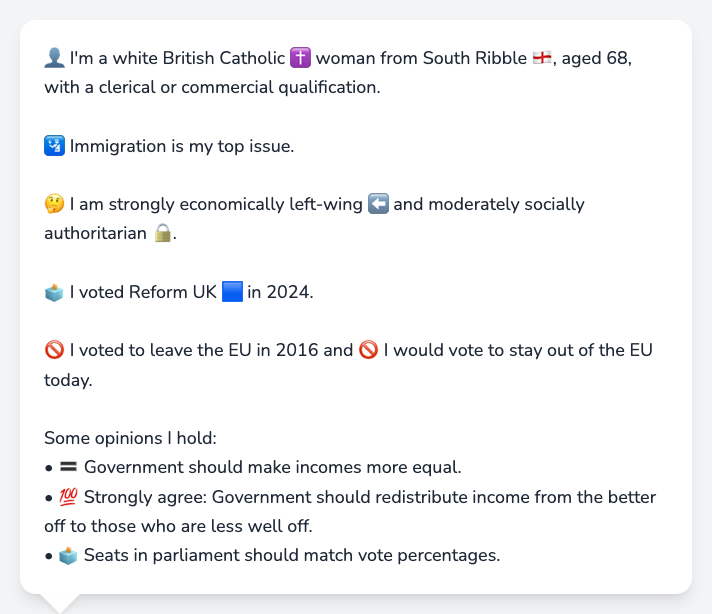 👤 I'm a white British Catholic ✝️ woman from South Ribble 🏴󠁧󠁢󠁥󠁮󠁧󠁿, aged 68,
with a clerical or commercial qualification.
🛂 Immigration is my top issue.
🤔 I am strongly economically left-wing ⬅️ and moderately socially
authoritarian 🔒.
🗳️ I voted Reform UK 🟦 in 2024.
🚫 I voted to leave the EU in 2016 and 🚫 I would vote to stay out of the EU
today.
Some opinions I hold:
• 🟰 Government should make incomes more equal.
• 💯 Strongly agree: Government should redistribute income from the better
off to those who are less well off.
• 🗳️ Seats in parliament should match vote percentages.